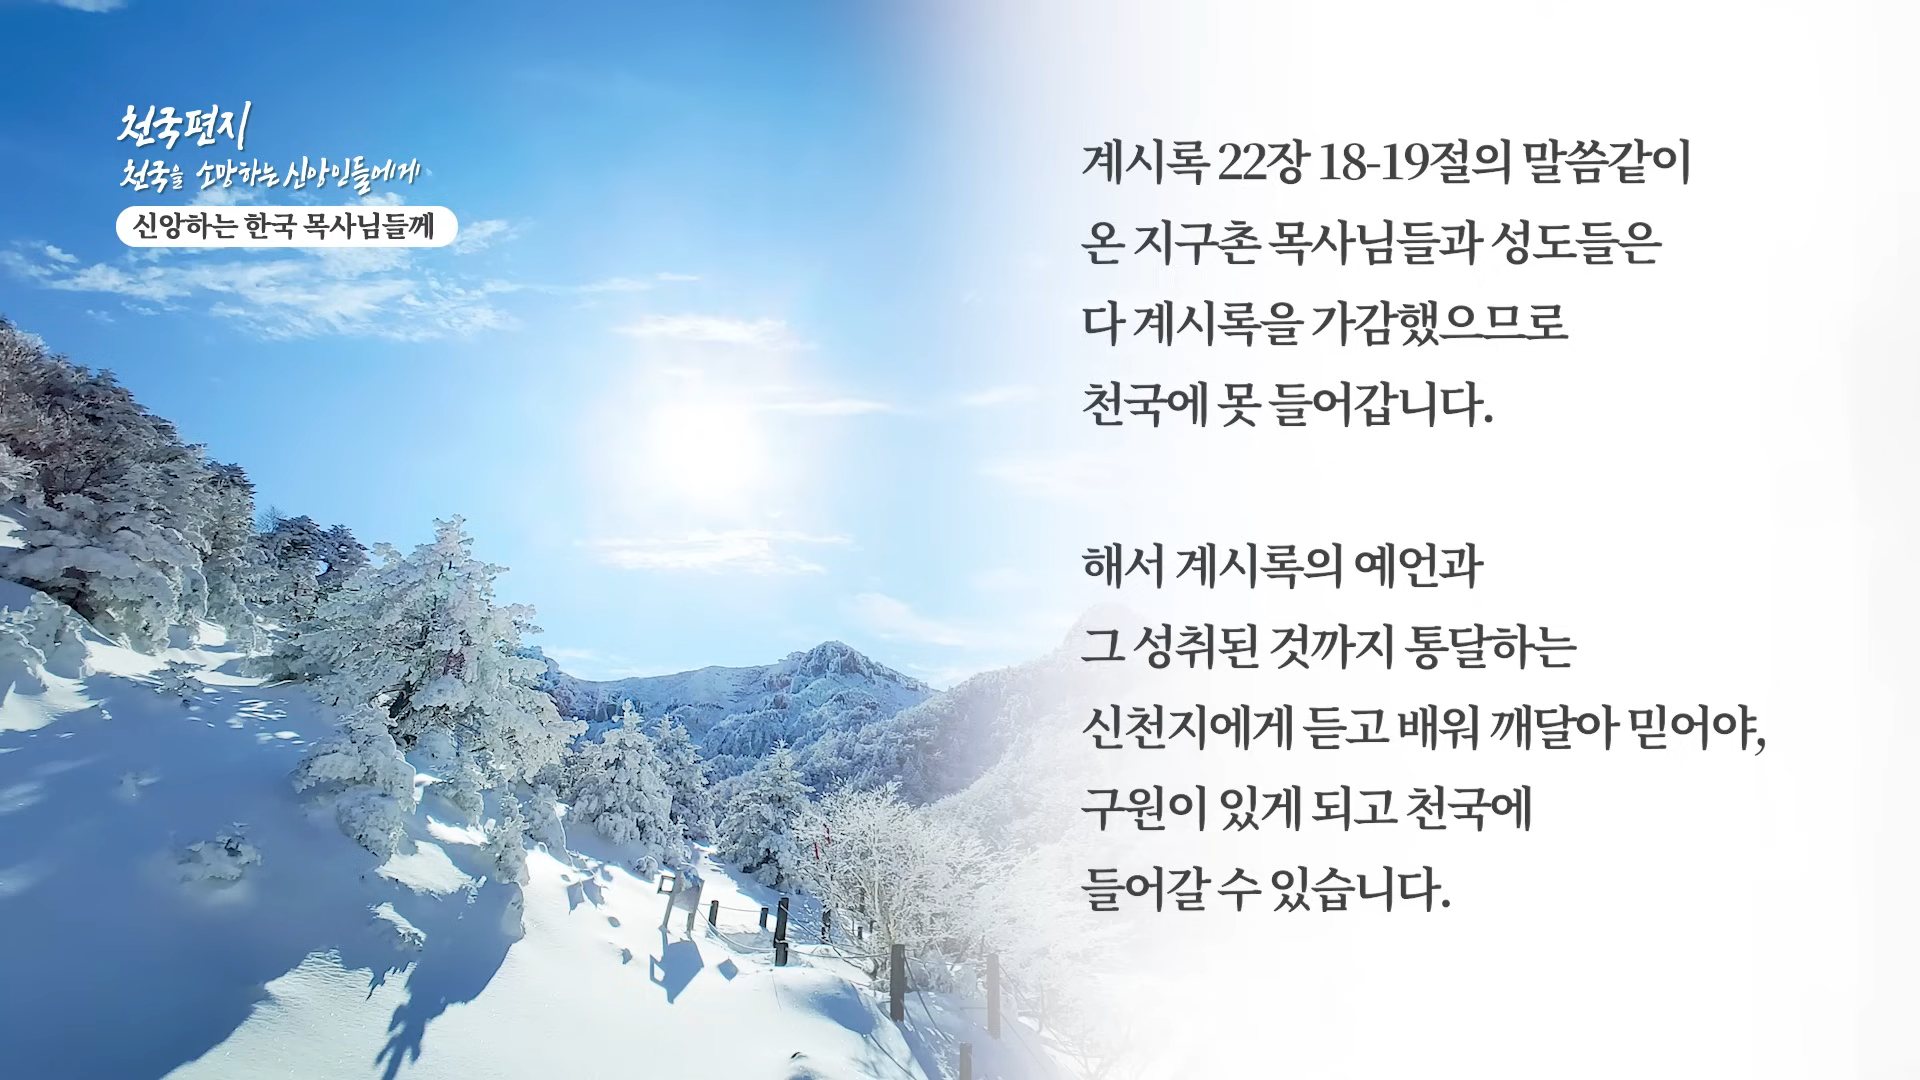 천국편지
천국을 소망하는 신앙인들에게
신앙하는 한국 목사님들께
계시록 22장 18-19절의 말씀같이
온 지구촌 목사님들과 성도들은
다 계시록을 가감했으므로
천국에 못 들어갑니다.
해서 계시록의 예언과
그 성취된 것까지 통달하는
신천지에게 듣고 배워 깨달아 믿어야,
구원이 있게 되고 천국에
들어갈 수 있습니다.